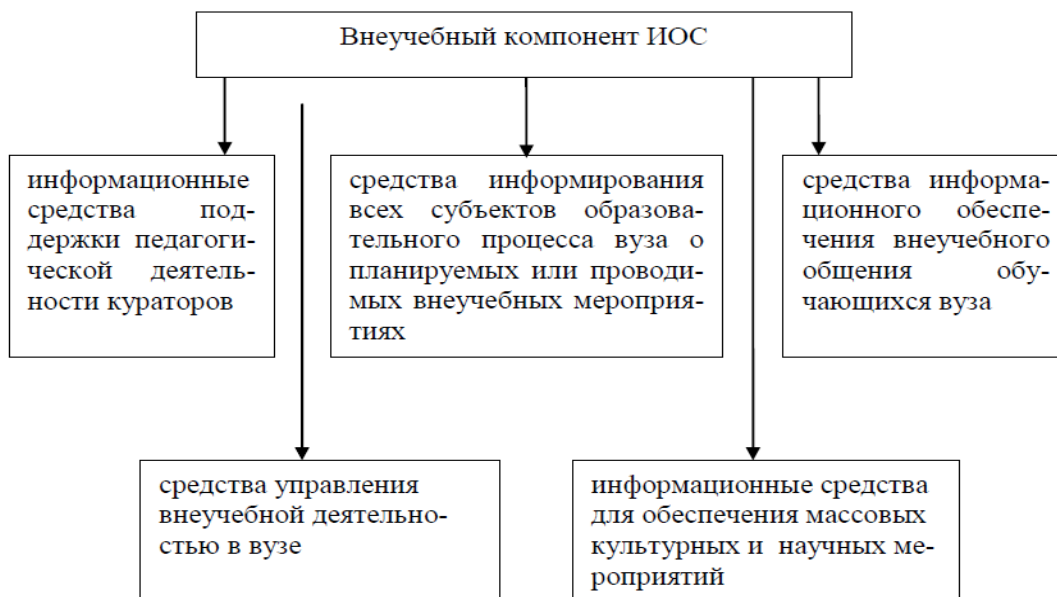 Внеучебный компонент ИОС
информационные
средства под-
держки педагоги-
ческой деятель-
ности кураторов
средства информирования
всех субъектов образова-
тельного процесса вуза о
планируемых или проводи-
мых внеучебных мероприя-
тиях
средства информа-
ционного обеспе-
чения внеучебного
общения обу-
чающихся вуза
средства управления
внеучебной деятельно-
стью в вузе
информационные средства
для обеспечения массовых
культурных и научных ме-
роприятий